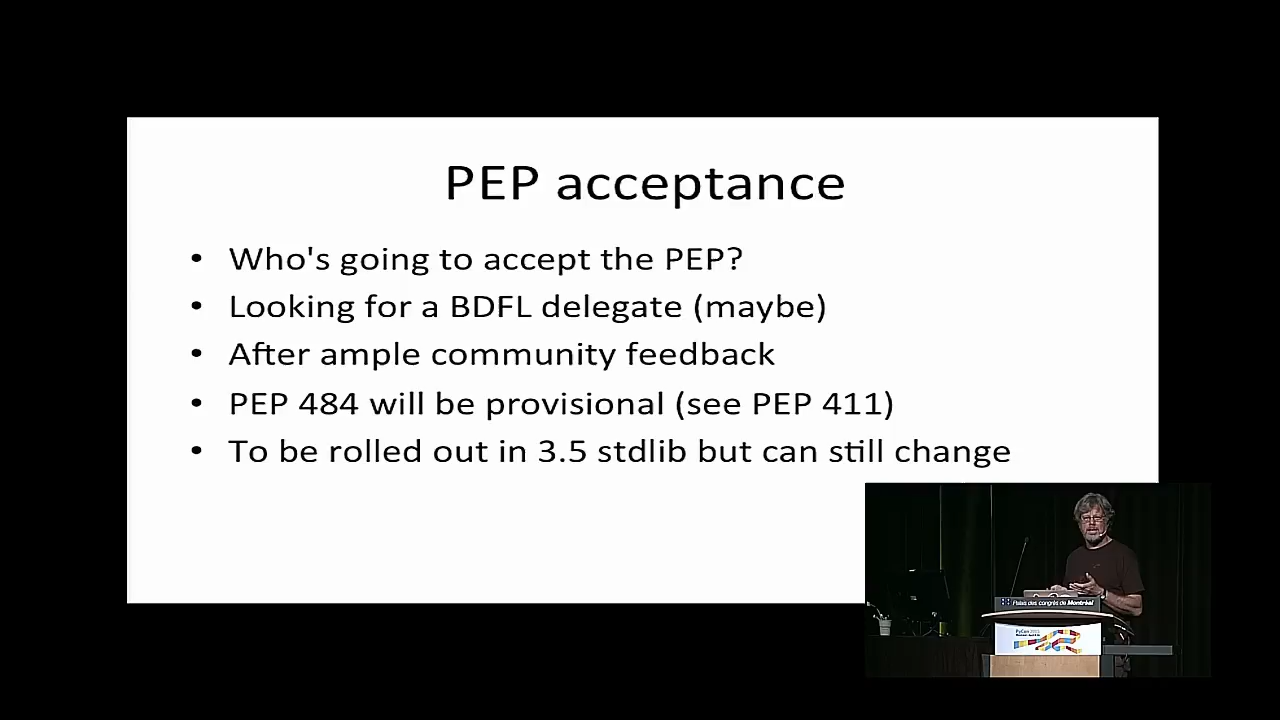 PEP acceptance
• Who's going to accept the PEP?
• Looking for a BDFL delegate (maybe)
• After ample community feedback
• PEP 484 will be provisional (see PEP 411)
• To be rolled out in 3.5 stdlib but can still change
Palais des congrès de Montréal
PyCon 2015